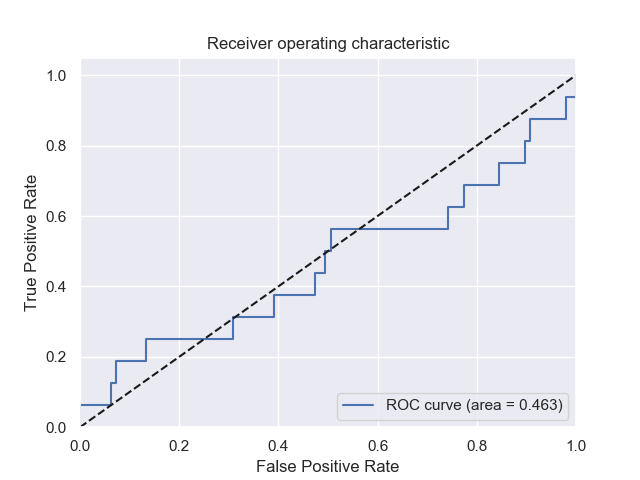 Receiver operating characteristic
1.0
0.8
0.6
0.4
0.2
0.0
True Positive Rate
ROC curve (area = 0.463)
0.0 0.2 0.4 0.6 0.8 1.0
False Positive Rate